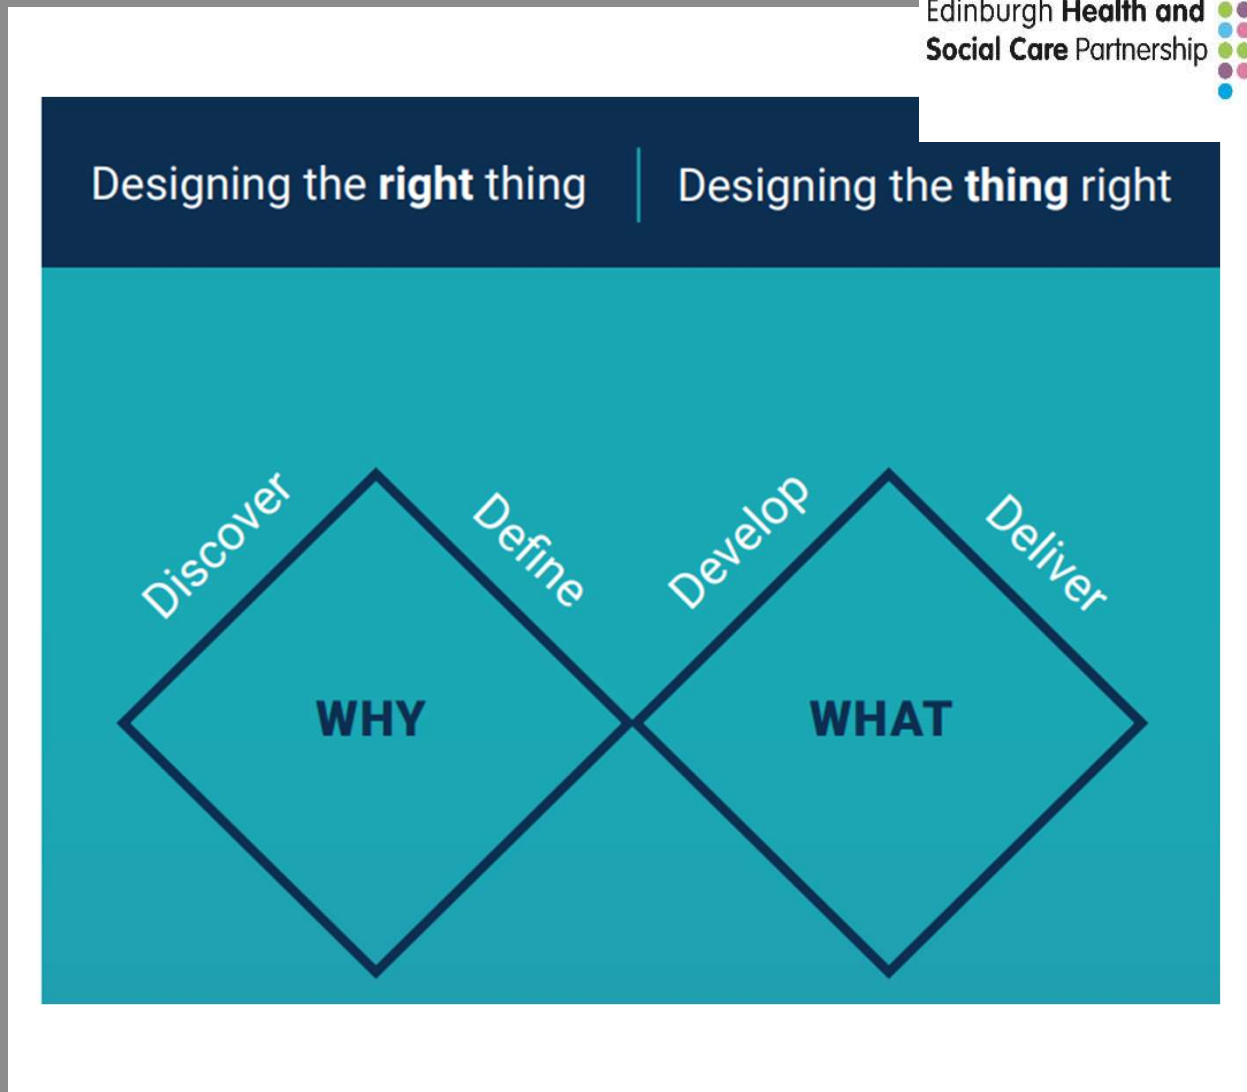 Edinburgh Health and
Social Care Partnership
Designing the right thing
Designing the thing right
Discover
Define
Develop
Deliver
WHY
WHAT